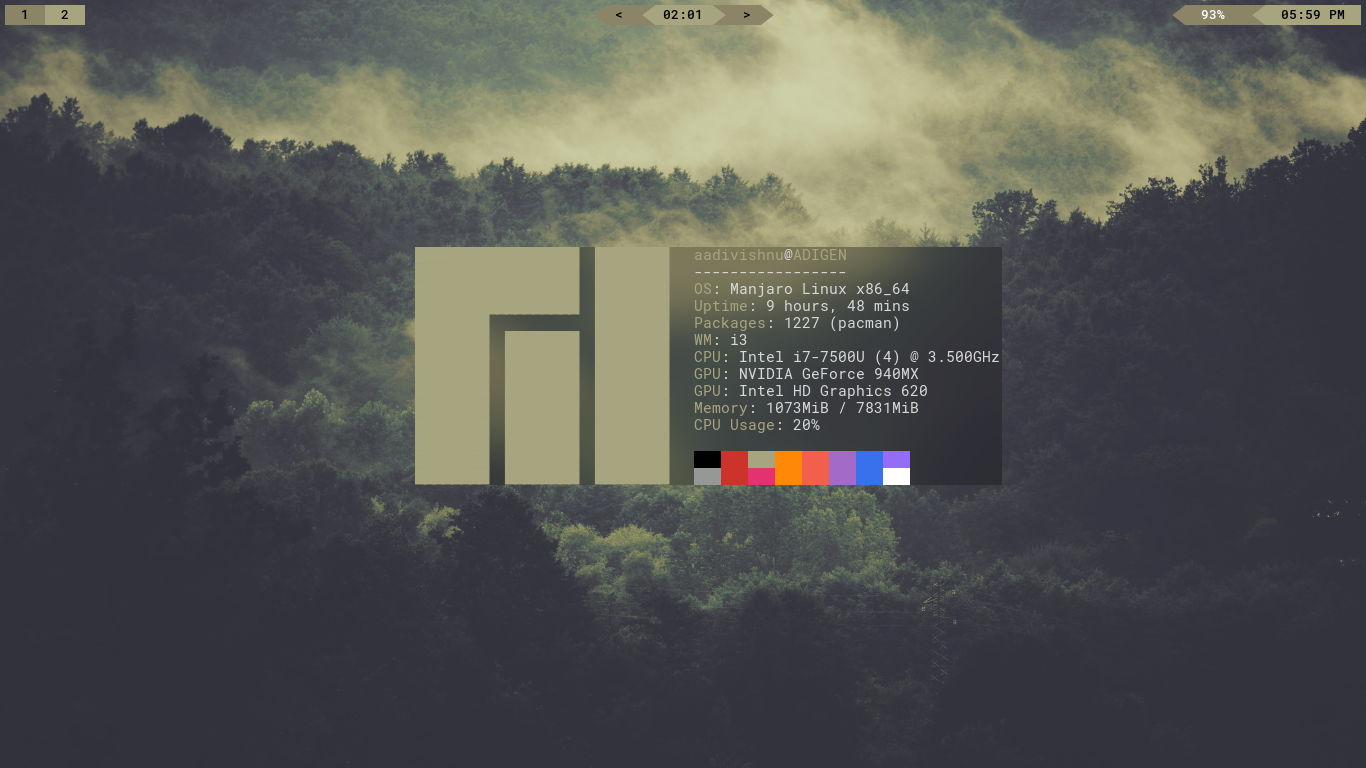 1 2 < 02:01 > 93% 05:59 PM
aadivishnu@ADIGEN
-----------------
OS: Manjaro Linux x86_64
Uptime: 9 hours, 48 mins
Packages: 1227 (pacman)
WM: i3
CPU: Intel i7-7500U (4) @ 3.500GHz
GPU: NVIDIA GeForce 940MX
GPU: Intel HD Graphics 620
Memory: 1073MiB / 7831MiB
CPU Usage: 20%